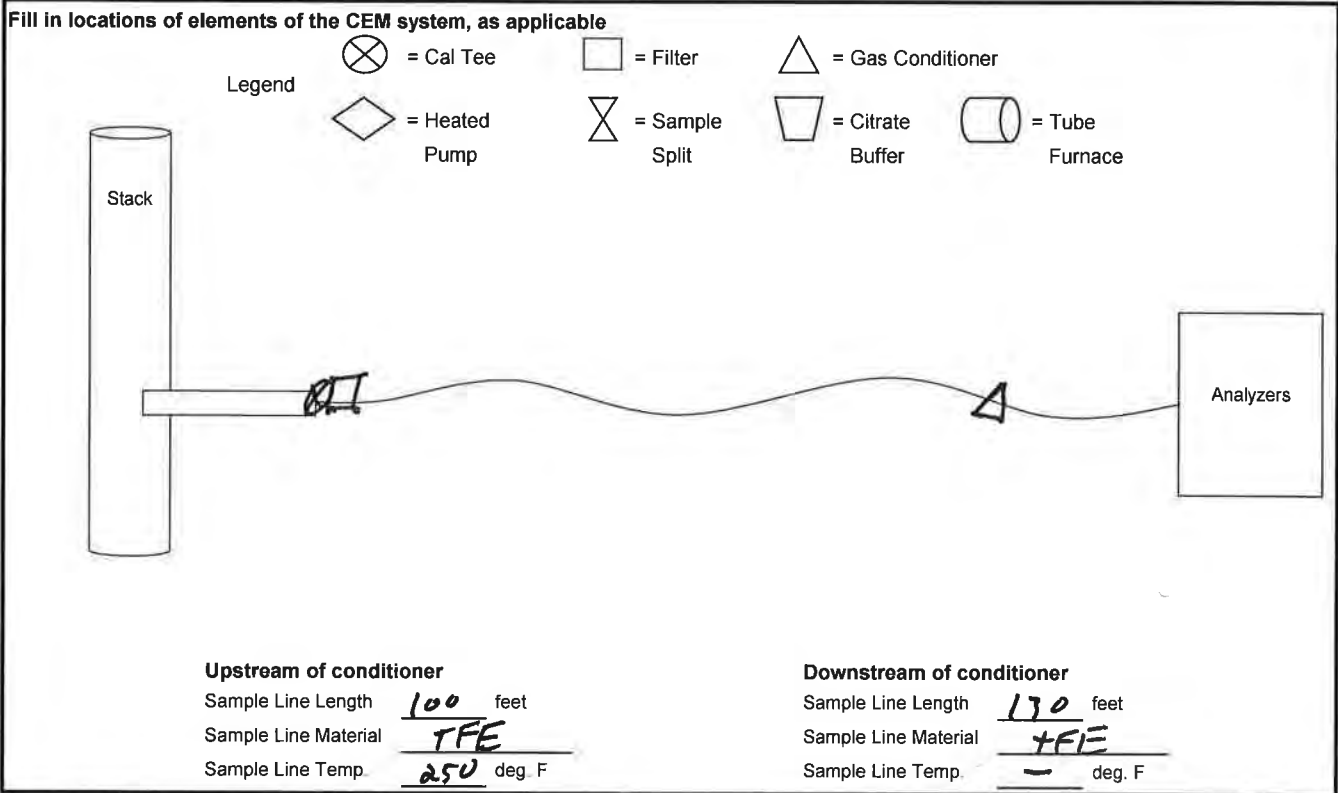 Fill in locations of elements of the CEM system, as applicable
Legend
= Cal Tee
= Filter
= Gas Conditioner
= Heated Pump
= Sample Split
= Citrate Buffer
= Tube Furnace
Stack
Analyzers
Upstream of conditioner
Sample Line Length 100 feet
Sample Line Material TFE
Sample Line Temp. 250 deg. F
Downstream of conditioner
Sample Line Length 130 feet
Sample Line Material TFE
Sample Line Temp. — deg. F